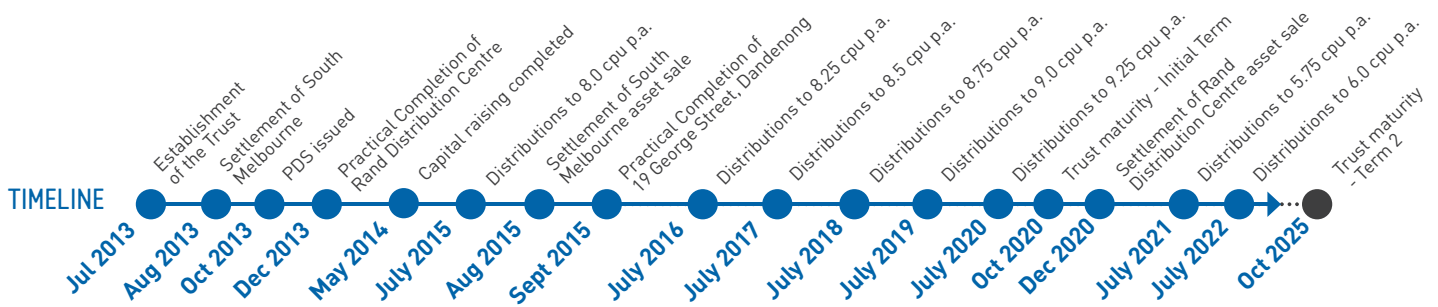 TIMELINE
Establishment
of the Trust
Jul 2013
Settlement of South
Melbourne
Aug 2013
PDS issued
Oct 2013
Practical Completion of
Rand Distribution Centre
Dec 2013
Capital raising completed
May 2014
Distributions to 8.0 cpu p.a.
July 2015
Settlement of South
Melbourne asset sale
Aug 2015
Practical Completion of
19 George Street, Dandenong
Sept 2015
Distributions to 8.25 cpu p.a.
July 2016
Distributions to 8.5 cpu p.a.
July 2017
Distributions to 8.75 cpu p.a.
July 2018
Distributions to 9.0 cpu p.a.
July 2019
Distributions to 9.25 cpu p.a.
July 2020
Trust maturity - Initial Term
Oct 2020
Settlement of Rand
Distribution Centre asset sale
Dec 2020
Distributions to 5.75 cpu p.a.
July 2021
Distributions to 6.0 cpu p.a.
July 2022
Trust maturity
- Term 2
Oct 2025